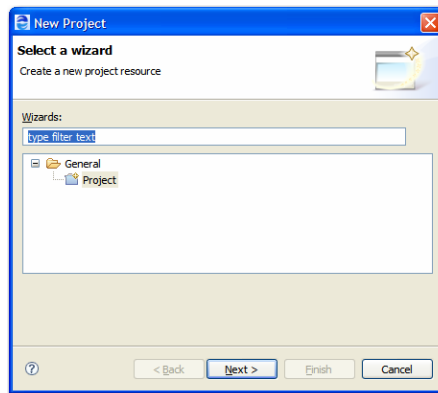 New Project
Select a wizard
Create a new project resource
Wizards:
type filter text
General
Project
? < Back Next > Finish Cancel